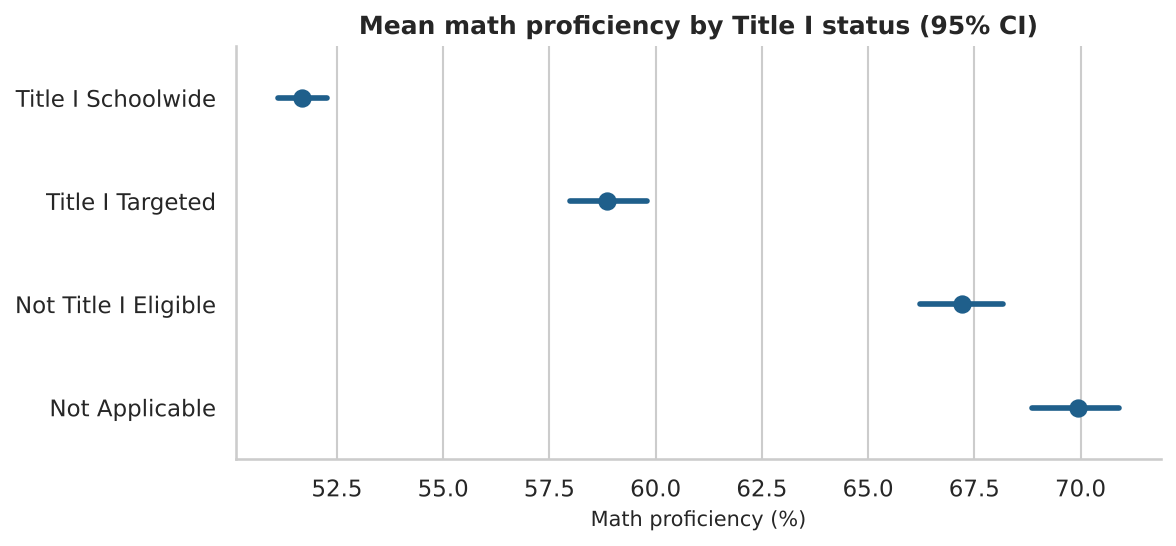 Mean math proficiency by Title I status (95% CI)
Title I Schoolwide
Title I Targeted
Not Title I Eligible
Not Applicable
52.5 55.0 57.5 60.0 62.5 65.0 67.5 70.0
Math proficiency (%)